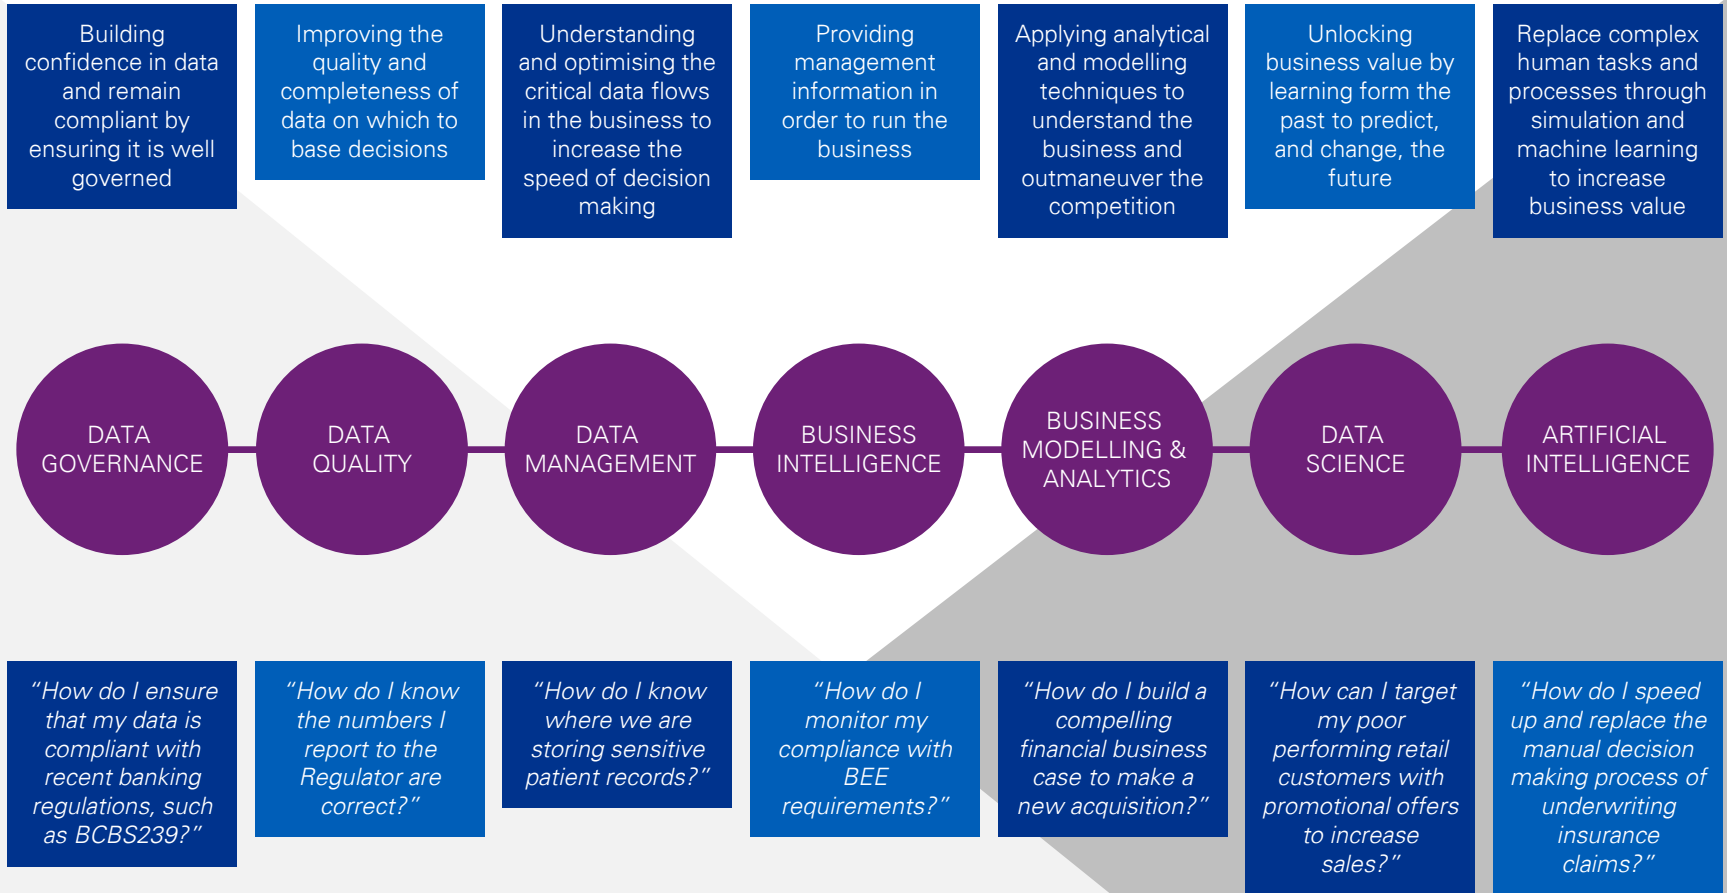 Building
confidence in data
and remain
compliant by
ensuring it is well
governed
Improving the
quality and
completeness of
data on which to
base decisions
Understanding
and optimising the
critical data flows
in the business to
increase the
speed of decision
making
Providing
management
information in
order to run the
business
Applying analytical
and modelling
techniques to
understand the
business and
outmaneuver the
competition
Unlocking
business value by
learning form the
past to predict,
and change, the
future
Replace complex
human tasks and
processes through
simulation and
machine learning
to increase
business value
DATA
GOVERNANCE
DATA
QUALITY
DATA
MANAGEMENT
BUSINESS
INTELLIGENCE
BUSINESS
MODELLING &
ANALYTICS
DATA
SCIENCE
ARTIFICIAL
INTELLIGENCE
“How do I ensure
that my data is
compliant with
recent banking
regulations, such
as BCBS239?”
“How do I know
the numbers I
report to the
Regulator are
correct?”
“How do I know
where we are
storing sensitive
patient records?”
“How do I
monitor my
compliance with
BEE
requirements?”
“How do I build a
compelling
financial business
case to make a
new acquisition?”
“How can I target
my poor
performing retail
customers with
promotional offers
to increase
sales?”
“How do I speed
up and replace the
manual decision
making process of
underwriting
insurance
claims?”